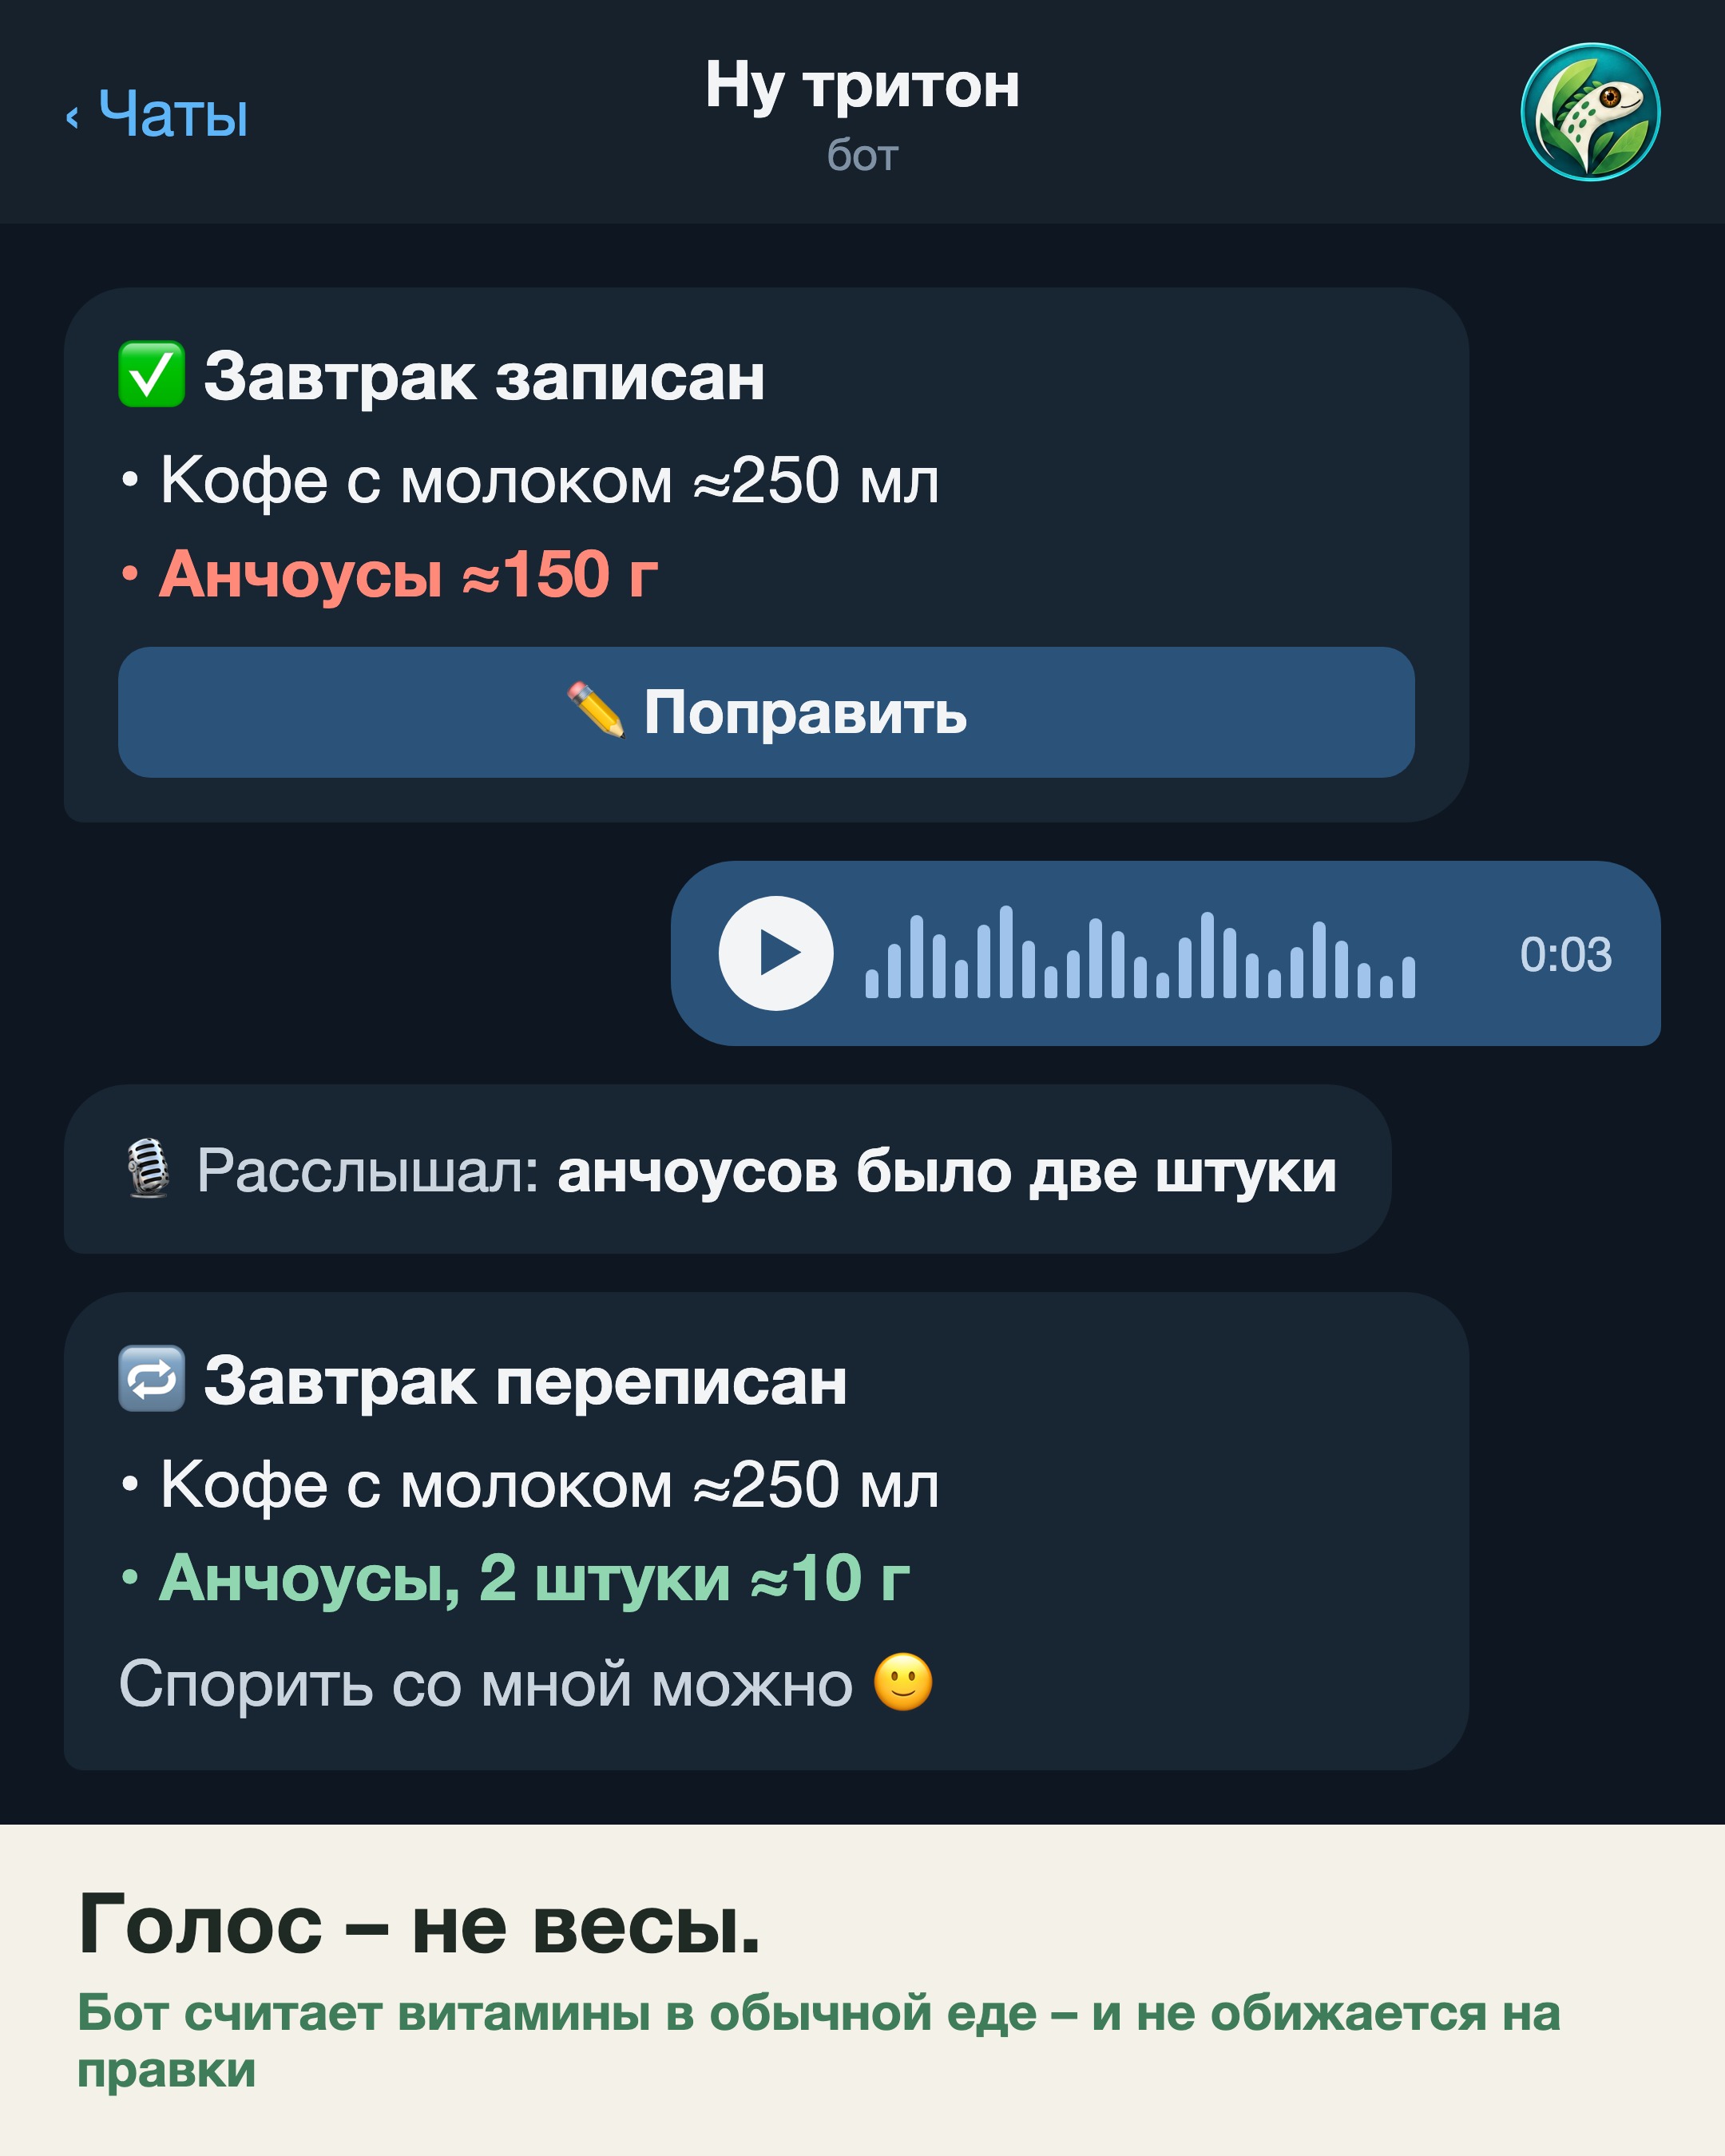 ‹ Чаты
Ну тритон
бот
✅ Завтрак записан
• Кофе с молоком ≈250 мл
• Анчоусы ≈150 г
✏️ Поправить
0:03
🎙️ Расслышал: анчоусов было две штуки
🔁 Завтрак переписан
• Кофе с молоком ≈250 мл
• Анчоусы, 2 штуки ≈10 г
Спорить со мной можно 🙂
Голос – не весы.
Бот считает витамины в обычной еде – и не обижается на
правки